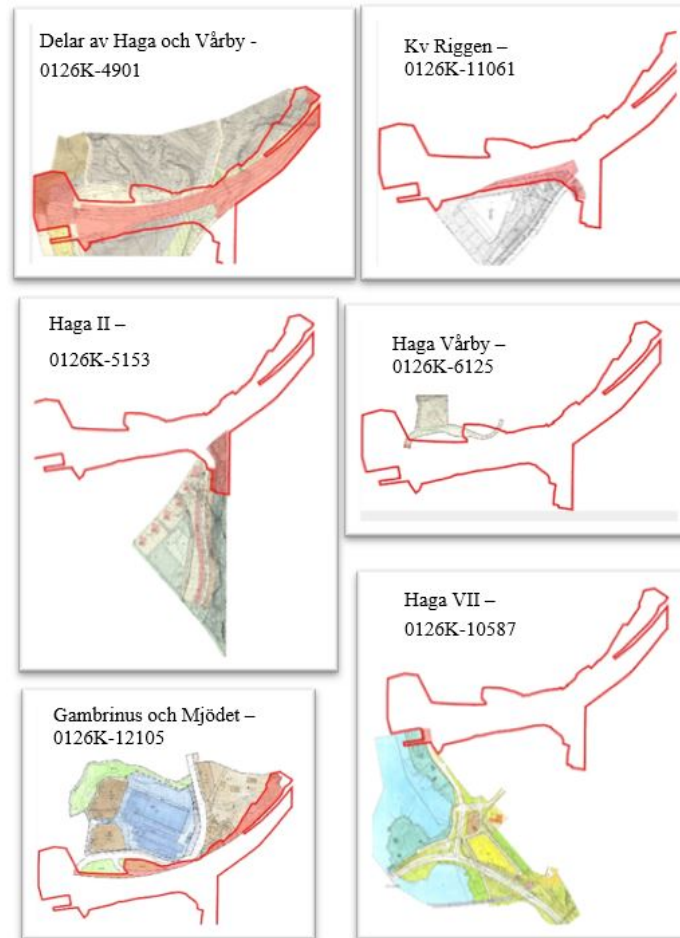 Delar av Haga och Vårby -
0126K-4901
Kv Riggen –
0126K-11061
Haga II –
0126K-5153
Haga Vårby –
0126K-6125
Haga VII –
0126K-10587
Gambrinus och Mjödet –
0126K-12105